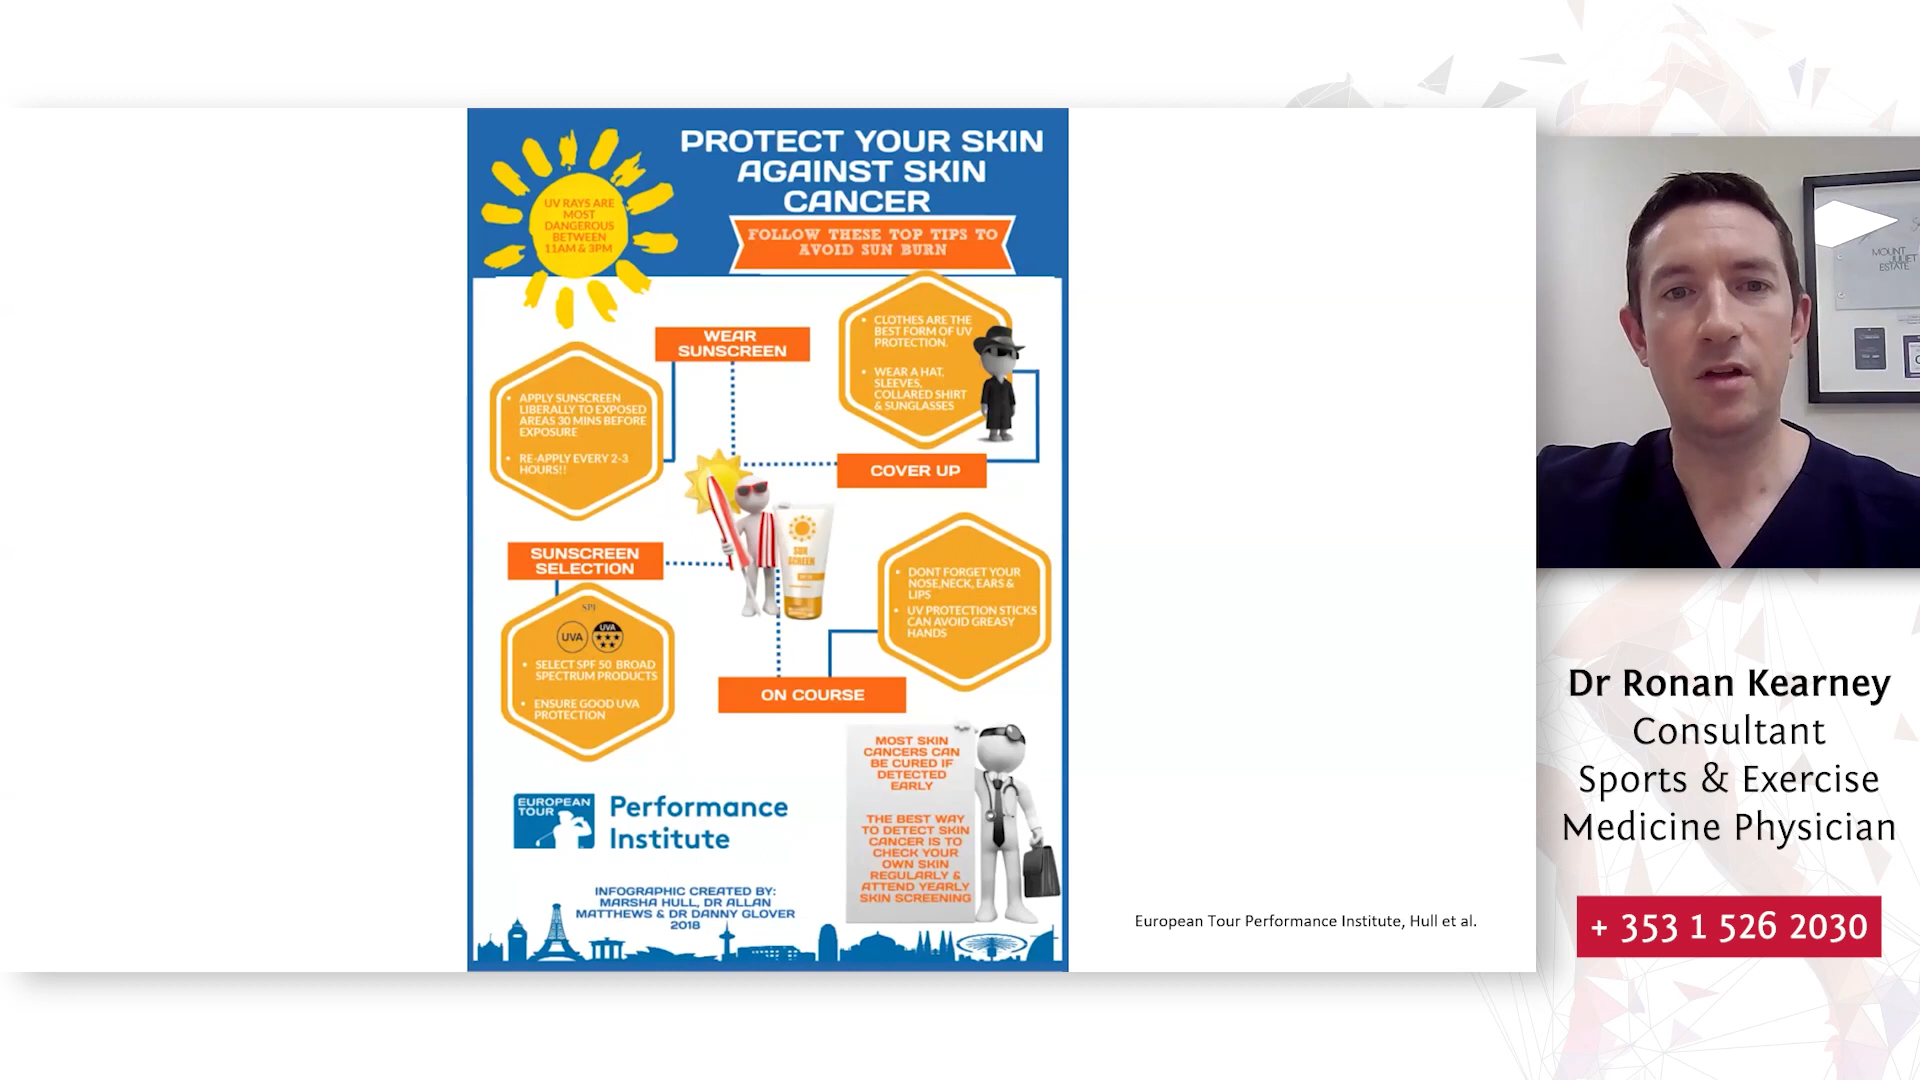 PROTECT YOUR SKIN
AGAINST SKIN
CANCER
FOLLOW THESE TOP TIPS TO
AVOID SUN BURN
UV RAYS ARE
MOST
DANGEROUS
BETWEEN
11AM & 3PM
WEAR
SUNSCREEN
• APPLY SUNSCREEN
LIBERALLY TO EXPOSED
AREAS 30 MINS BEFORE
EXPOSURE
• RE-APPLY EVERY 2-3
HOURS!!
• CLOTHES ARE THE
BEST FORM OF UV
PROTECTION.
• WEAR A HAT,
SLEEVES,
COLLARED SHIRT
& SUNGLASSES
COVER UP
SUNSCREEN
SELECTION
SPF
UVA
UVA
• SELECT SPF 50 BROAD
SPECTRUM PRODUCTS
• ENSURE GOOD UVA
PROTECTION
SUN
SCREEN
• DONT FORGET YOUR
NOSE,NECK, EARS &
LIPS
• UV PROTECTION STICKS
CAN AVOID GREASY
HANDS
ON COURSE
MOST SKIN
CANCERS CAN
BE CURED IF
DETECTED
EARLY
THE BEST WAY
TO DETECT SKIN
CANCER IS TO
CHECK YOUR
OWN SKIN
REGULARLY &
ATTEND YEARLY
SKIN SCREENING
EUROPEAN
TOUR
Performance
Institute
INFOGRAPHIC CREATED BY:
MARSHA HULL, DR ALLAN
MATTHEWS & DR DANNY GLOVER
2018
European Tour Performance Institute, Hull et al.
MOUNT
JULIET
ESTATE
Dr Ronan Kearney
Consultant
Sports & Exercise
Medicine Physician
+ 353 1 526 2030